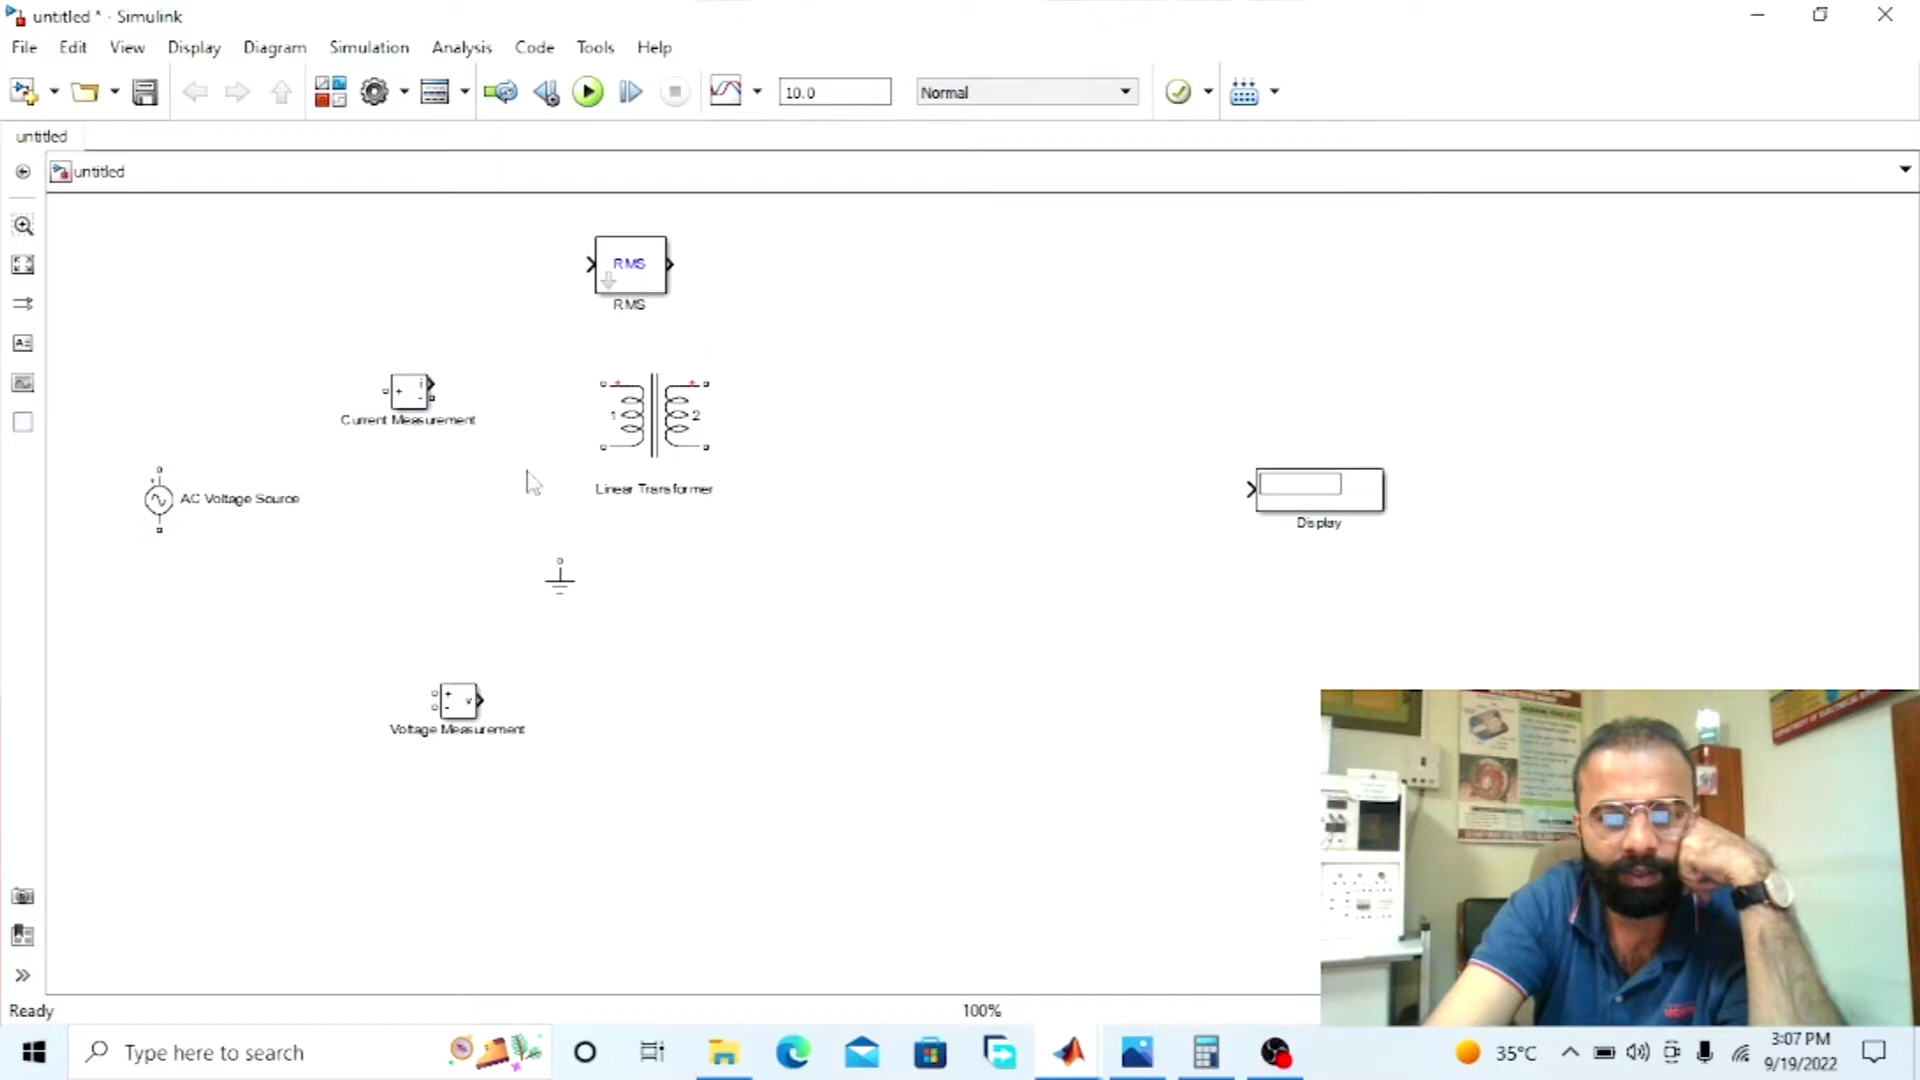 untitled * - Simulink
File Edit View Display Diagram Simulation Analysis Code Tools Help
10.0
Normal
untitled
untitled
RMS
RMS
+ i -
Current Measurement
1 2
Linear Transformer
AC Voltage Source
Display
+ - v
Voltage Measurement
Ready
100%
Type here to search
35°C
3:07 PM
9/19/2022